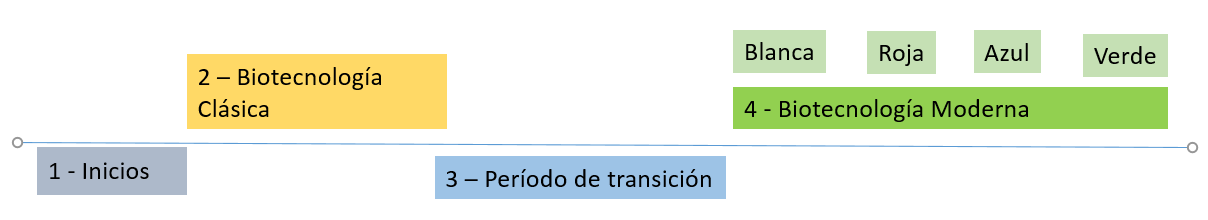 1 - Inicios
2 – Biotecnología
Clásica
3 – Período de transición
Blanca
Roja
Azul
Verde
4 - Biotecnología Moderna